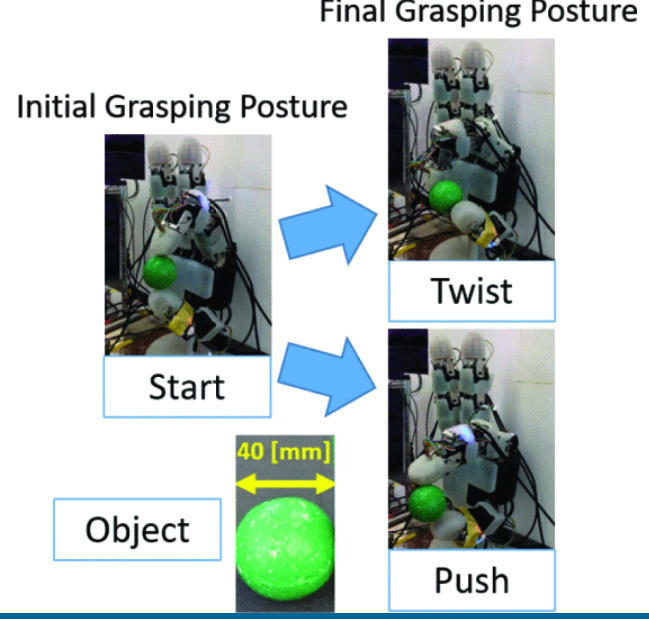 Final Grasping Posture
Initial Grasping Posture
Twist
Start
40 [mm]
Object
Push